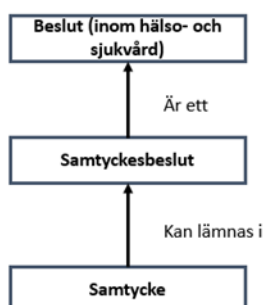 Beslut (inom hälso- och
sjukvård)
Är ett
Samtyckesbeslut
Kan lämnas i
Samtycke